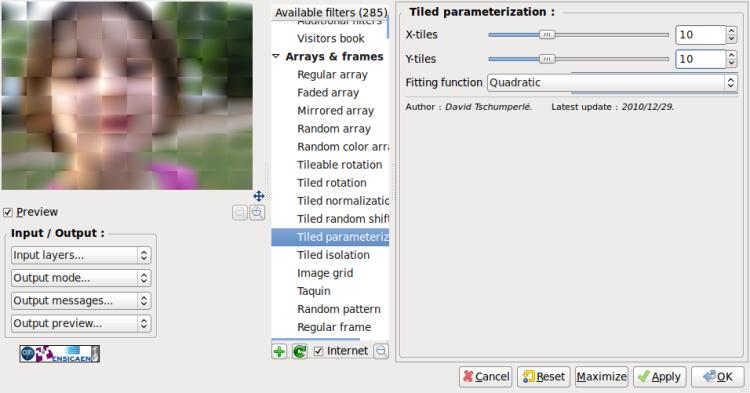 Preview
Input / Output :
Input layers...
Output mode...
Output messages...
Output preview...
ENSICAEN
Available filters (285)
Additional filters
Visitors book
Arrays & frames
Regular array
Faded array
Mirrored array
Random array
Random color arra
Tileable rotation
Tiled rotation
Tiled normalizatio
Tiled random shift
Tiled parameteriz
Tiled isolation
Image grid
Taquin
Random pattern
Regular frame
Internet
Tiled parameterization :
X-tiles 10
Y-tiles 10
Fitting function Quadratic
Author : David Tschumperlé. Latest update : 2010/12/29.
Cancel Reset Maximize Apply OK